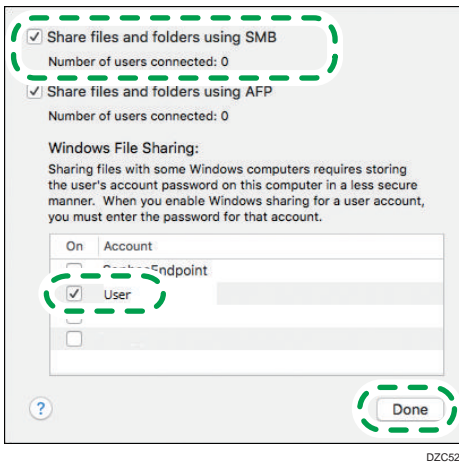 Share files and folders using SMB
Number of users connected: 0
Share files and folders using AFP
Number of users connected: 0
Windows File Sharing:
Sharing files with some Windows computers requires storing
the user's account password on this computer in a less secure
manner. When you enable Windows sharing for a user account,
you must enter the password for that account.
On Account
User
? Done
DZC52